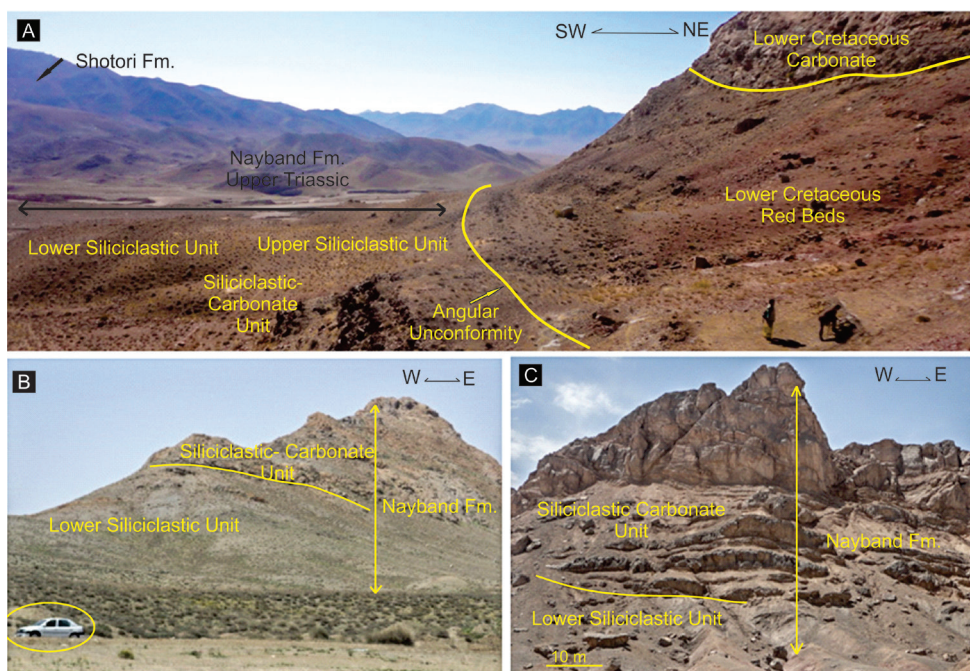 A
SW
NE
Lower Cretaceous
Carbonate
Shotori Fm.
Nayband Fm.
Upper Triassic
Lower Cretaceous
Red Beds
Lower Siliciclastic Unit
Upper Siliciclastic Unit
Siliciclastic-
Carbonate
Unit
Angular
Unconformity
B
W
E
Siliciclastic- Carbonate
Unit
Nayband Fm.
Lower Siliciclastic Unit
C
W
E
Siliciclastic Carbonate
Unit
Nayband Fm.
Lower Siliciclastic Unit
10 m